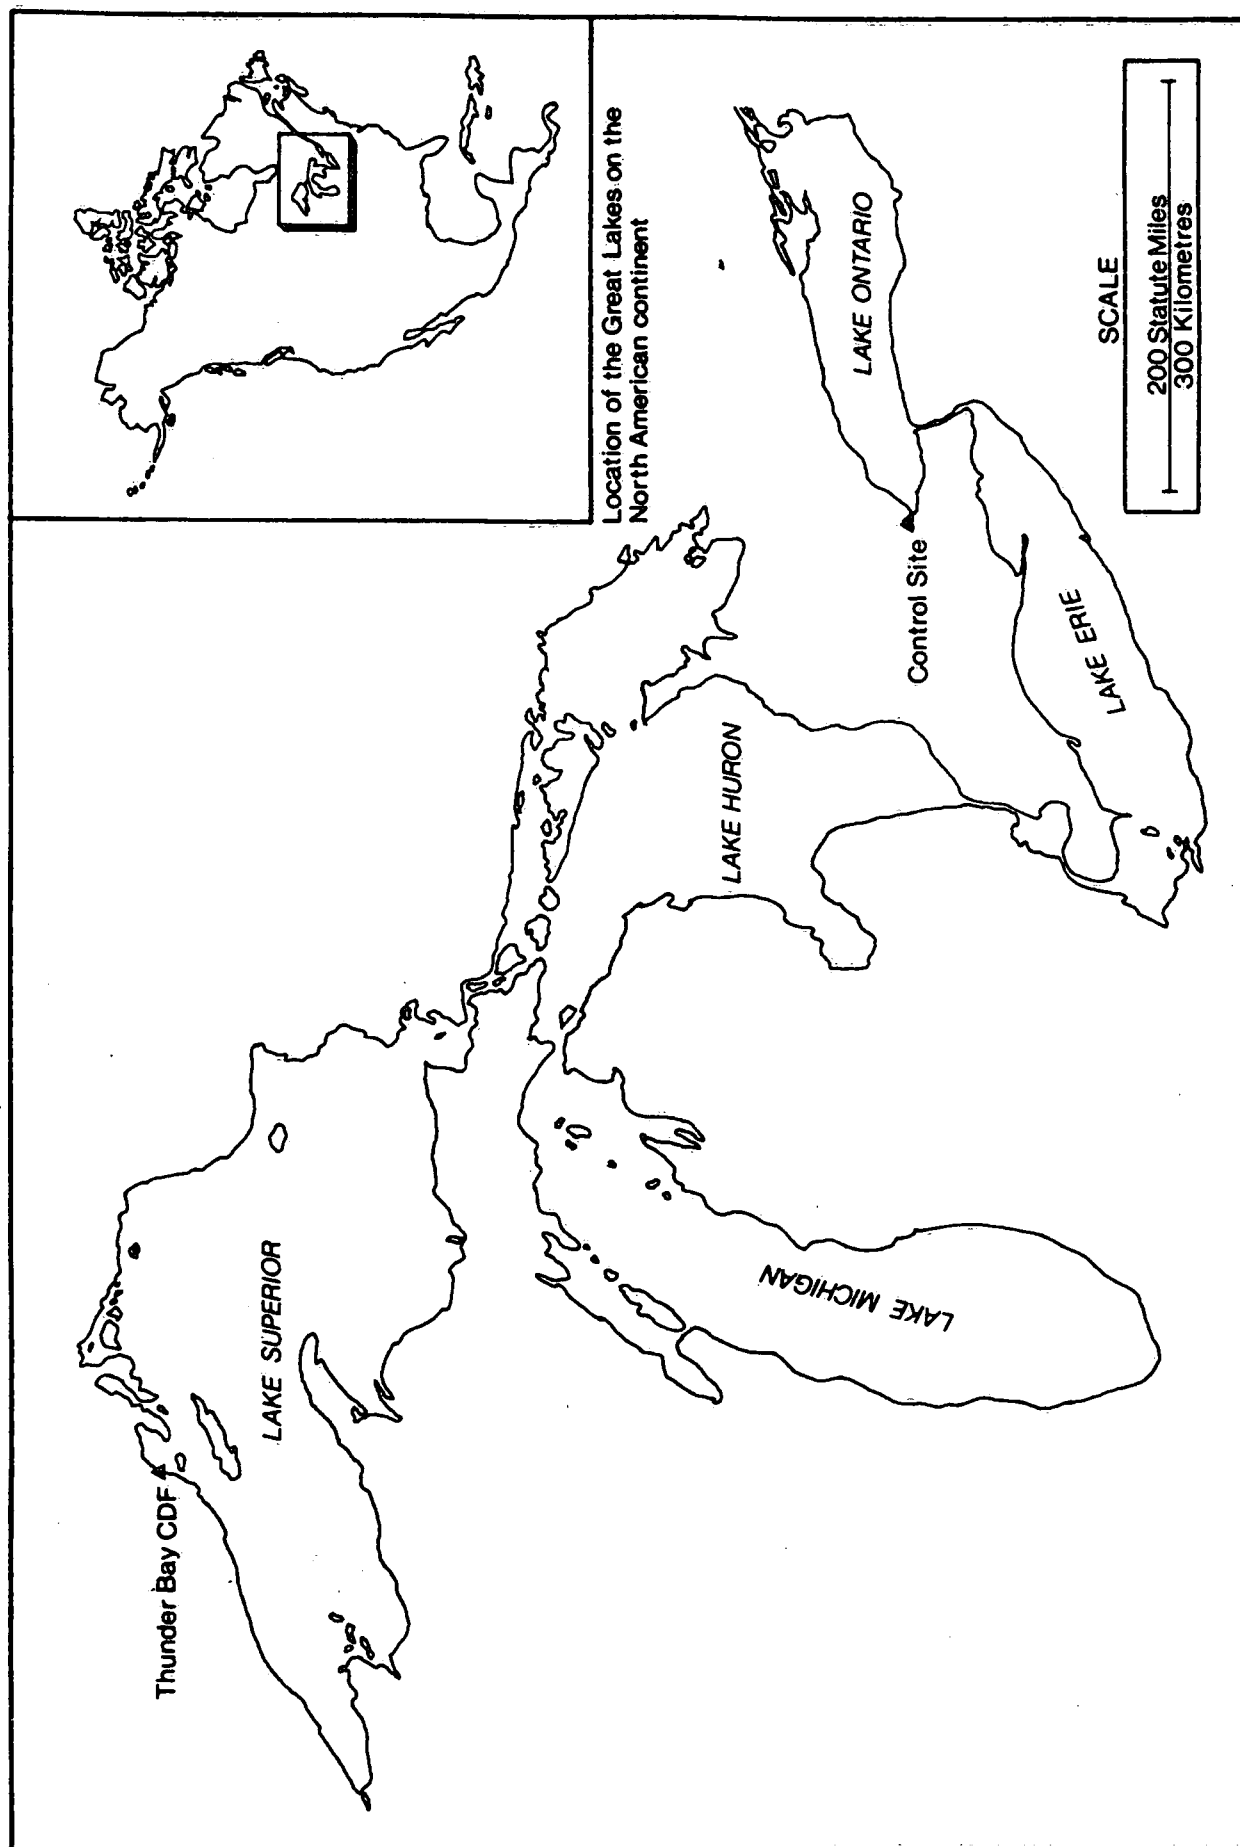 Location of the Great Lakes on the
North American continent
Thunder Bay CDF
LAKE SUPERIOR
LAKE MICHIGAN
LAKE HURON
Control Site
LAKE ERIE
LAKE ONTARIO
SCALE
200 Statute Miles
300 Kilometres